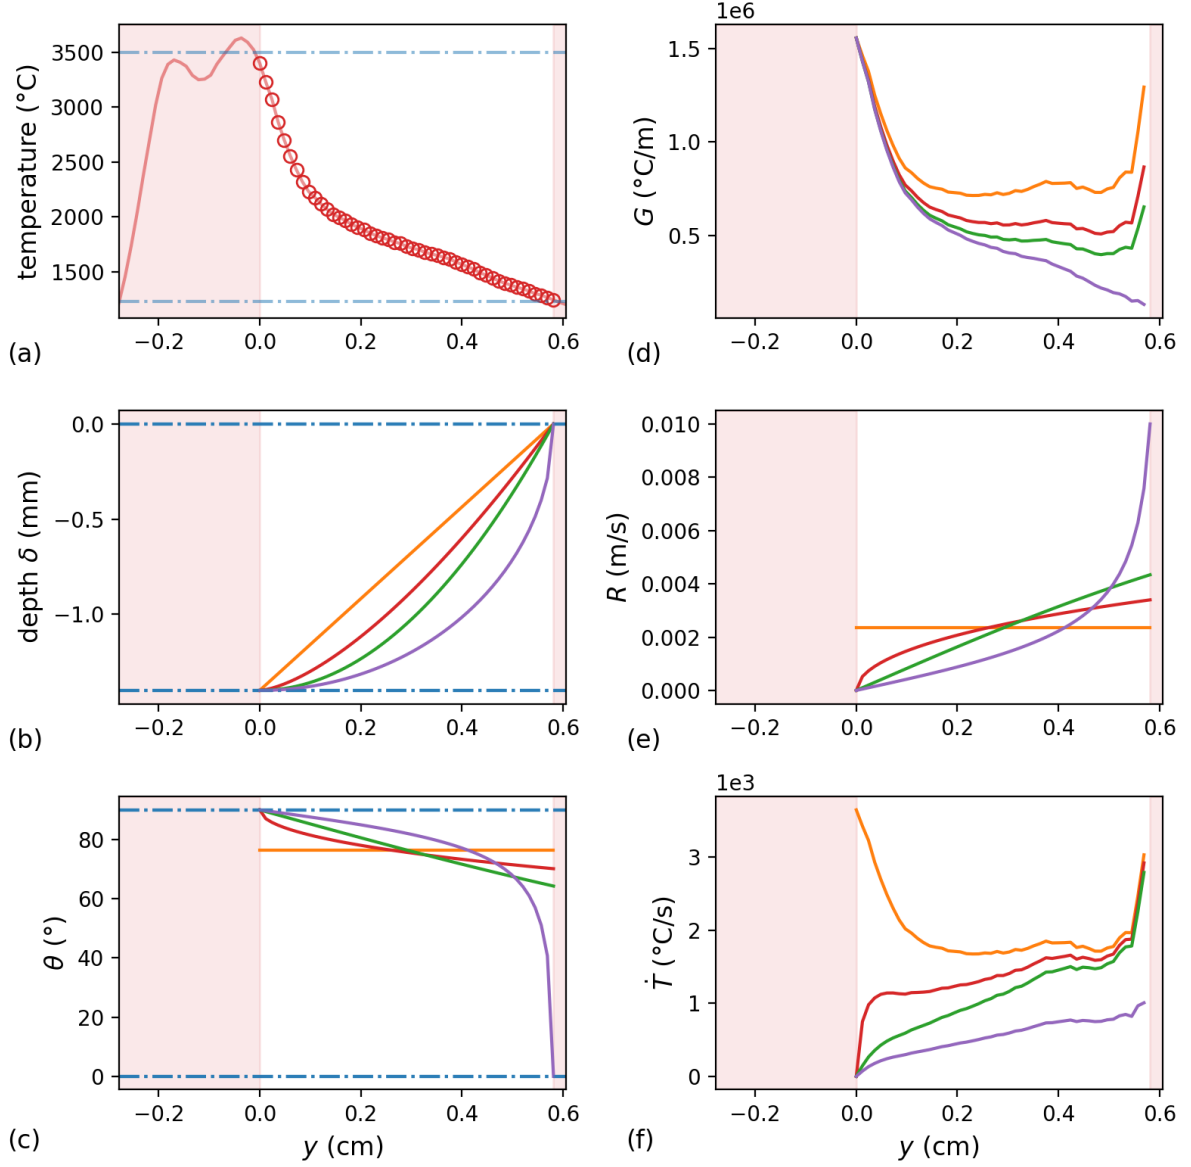 3500
3000
2500
2000
1500
temperature (°C)
−0.2 0.0 0.2 0.4 0.6
(a)
1e6
1.5
1.0
0.5
G (°C/m)
−0.2 0.0 0.2 0.4 0.6
(d)
0.0
−0.5
−1.0
depth δ (mm)
−0.2 0.0 0.2 0.4 0.6
(b)
0.010
0.008
0.006
0.004
0.002
0.000
R (m/s)
−0.2 0.0 0.2 0.4 0.6
(e)
80
60
40
20
0
θ (°)
−0.2 0.0 0.2 0.4 0.6
(c)
y (cm)
1e3
3
2
1
0
Ṫ (°C/s)
−0.2 0.0 0.2 0.4 0.6
(f)
y (cm)